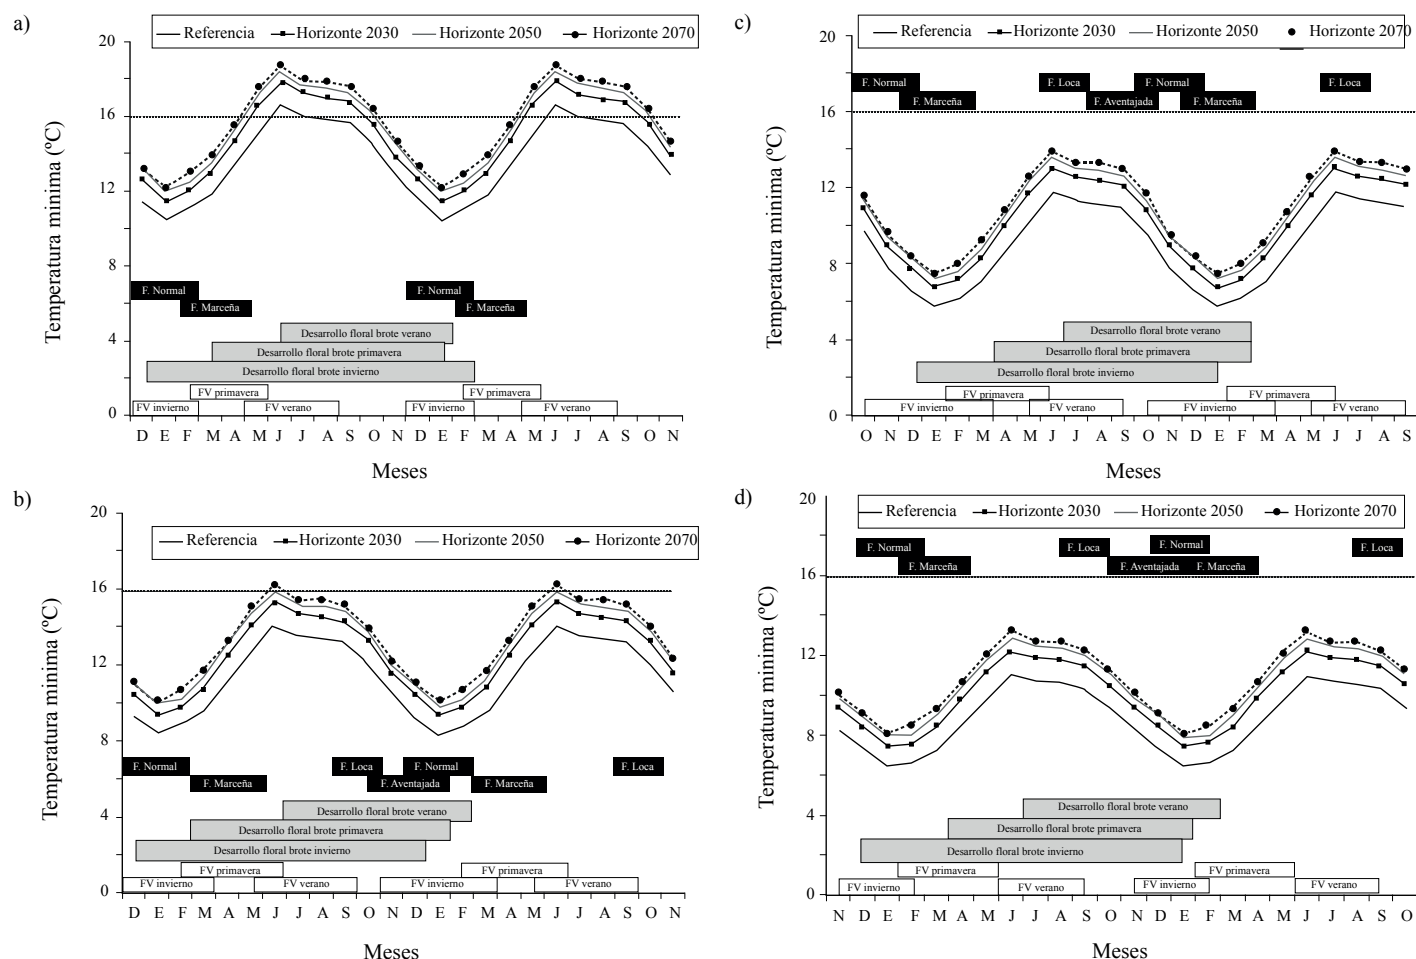 a)
Referencia Horizonte 2030 Horizonte 2050 Horizonte 2070
Temperatura minima (ºC)
20
16
12
8
4
0
F. Normal F. Normal
F. Marceña F. Marceña
Desarrollo floral brote verano
Desarrollo floral brote primavera
Desarrollo floral brote invierno
FV primavera FV primavera
FV invierno FV verano FV invierno FV verano
D E F M A M J J A S O N D E F M A M J J A S O N
Meses
b)
Referencia Horizonte 2030 Horizonte 2050 Horizonte 2070
Temperatura minima (ºC)
20
16
12
8
4
0
F. Normal F. Loca F. Normal F. Loca
F. Marceña F. Aventajada F. Marceña
Desarrollo floral brote verano
Desarrollo floral brote primavera
Desarrollo floral brote invierno
FV primavera FV primavera
FV invierno FV verano FV invierno FV verano
D E F M A M J J A S O N D E F M A M J J A S O N
Meses
c)
Referencia Horizonte 2030 Horizonte 2050 Horizonte 2070
Temperatura minima (ºC)
20
16
12
8
4
0
F. Normal F. Loca F. Normal F. Loca
F. Marceña F. Aventajada F. Marceña
Desarrollo floral brote verano
Desarrollo floral brote primavera
Desarrollo floral brote invierno
FV primavera FV primavera
FV invierno FV verano FV invierno FV verano
O N D E F M A M J J A S O N D E F M A M J J A S
Meses
d)
Referencia Horizonte 2030 Horizonte 2050 Horizonte 2070
Temperatura minima (ºC)
20
16
12
8
4
0
F. Normal F. Loca F. Normal F. Loca
F. Marceña F. Aventajada F. Marceña
Desarrollo floral brote verano
Desarrollo floral brote primavera
Desarrollo floral brote invierno
FV primavera FV primavera
FV invierno FV verano FV invierno FV verano
N D E F M A M J J A S O N D E F M A M J J A S O
Meses